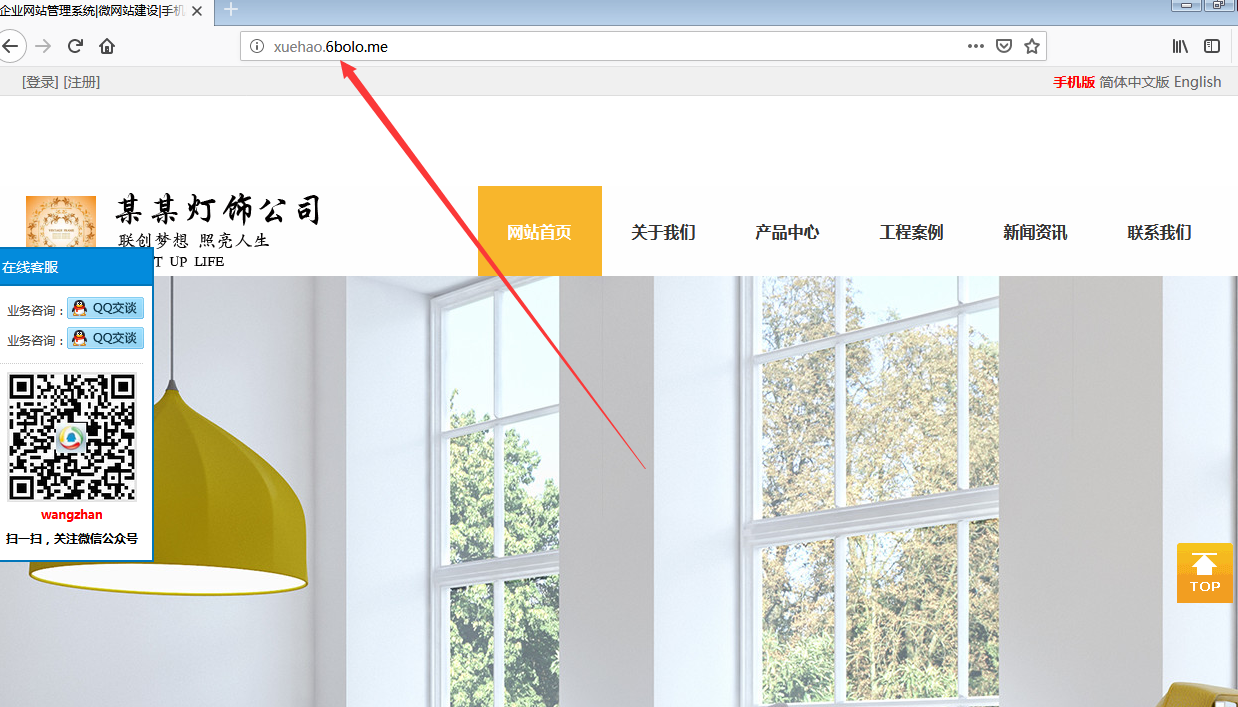 企业网站管理系统|微网站建设|手机
xuehao.6bolo.me
[登录] [注册]
手机版 简体中文版 English
某某灯饰公司
联创梦想 照亮人生
T UP LIFE
网站首页 关于我们 产品中心 工程案例 新闻资讯 联系我们
在线客服
业务咨询： QQ交谈
业务咨询： QQ交谈
wangzhan
扫一扫，关注微信公众号
TOP